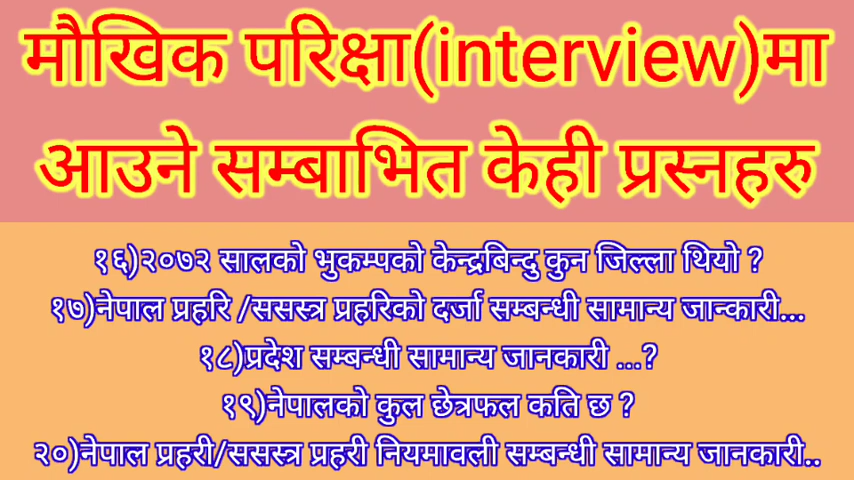 मौखिक परिक्षा(interview)मा
आउने सम्बाभित केही प्रस्नहरु
१६)२०७२ सालको भुकम्पको केन्द्रबिन्दु कुन जिल्ला थियो ?
१७)नेपाल प्रहरि /ससस्त्र प्रहरिको दर्जा सम्बन्धी सामान्य जान्कारी...
१८)प्रदेश सम्बन्धी सामान्य जानकारी ...?
१९)नेपालको कुल छेत्रफल कति छ ?
२०)नेपाल प्रहरी/ससस्त्र प्रहरी नियमावली सम्बन्धी सामान्य जानकारी..